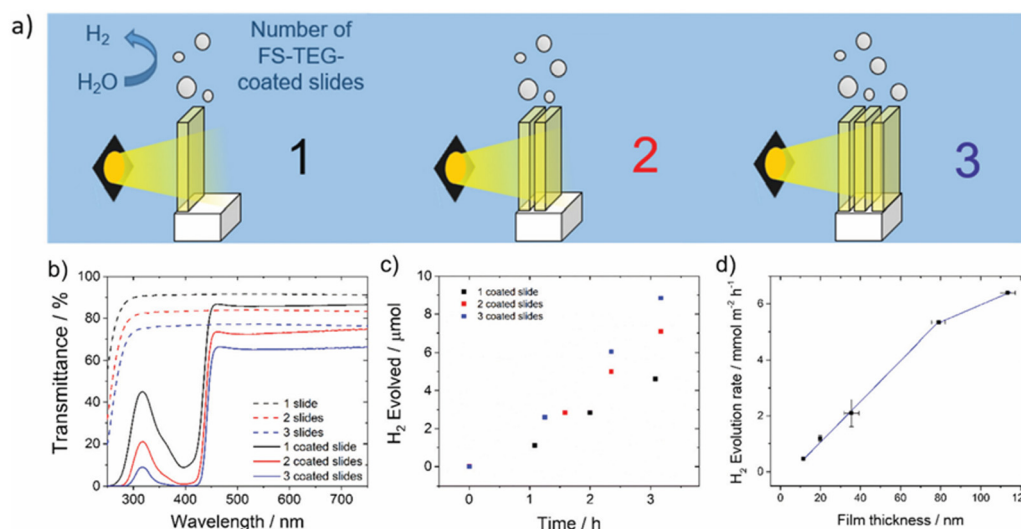 a)
H₂
H₂O
Number of
FS-TEG-
coated slides
1
2
3
b)
100
90
80
60
40
20
0
300
400
500
600
700
Transmittance / %
Wavelength / nm
1 slide
2 slides
3 slides
1 coated slide
2 coated slides
3 coated slides
c)
10
8
6
4
2
0
0
1
2
3
4
H₂ Evolved / μmol
Time / h
1 coated slide
2 coated slides
3 coated slides
d)
6
4
2
0
20
40
60
80
100
120
H₂ Evolution rate / mmol m⁻² h⁻¹
Film thickness / nm